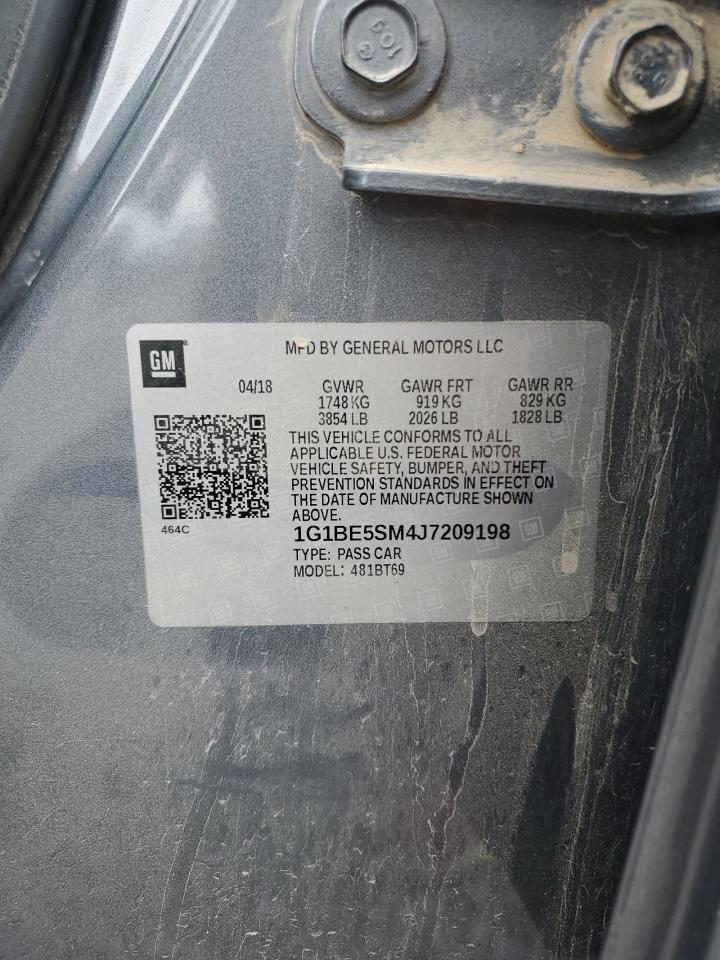 109
GM
MFD BY GENERAL MOTORS LLC
04/18 GVWR GAWR FRT GAWR RR
1748 KG 919 KG 829 KG
3854 LB 2026 LB 1828 LB
THIS VEHICLE CONFORMS TO ALL
APPLICABLE U.S. FEDERAL MOTOR
VEHICLE SAFETY, BUMPER, AND THEFT
PREVENTION STANDARDS IN EFFECT ON
THE DATE OF MANUFACTURE SHOWN
ABOVE.
464C
1G1BE5SM4J7209198
TYPE: PASS CAR
MODEL: 481BT69